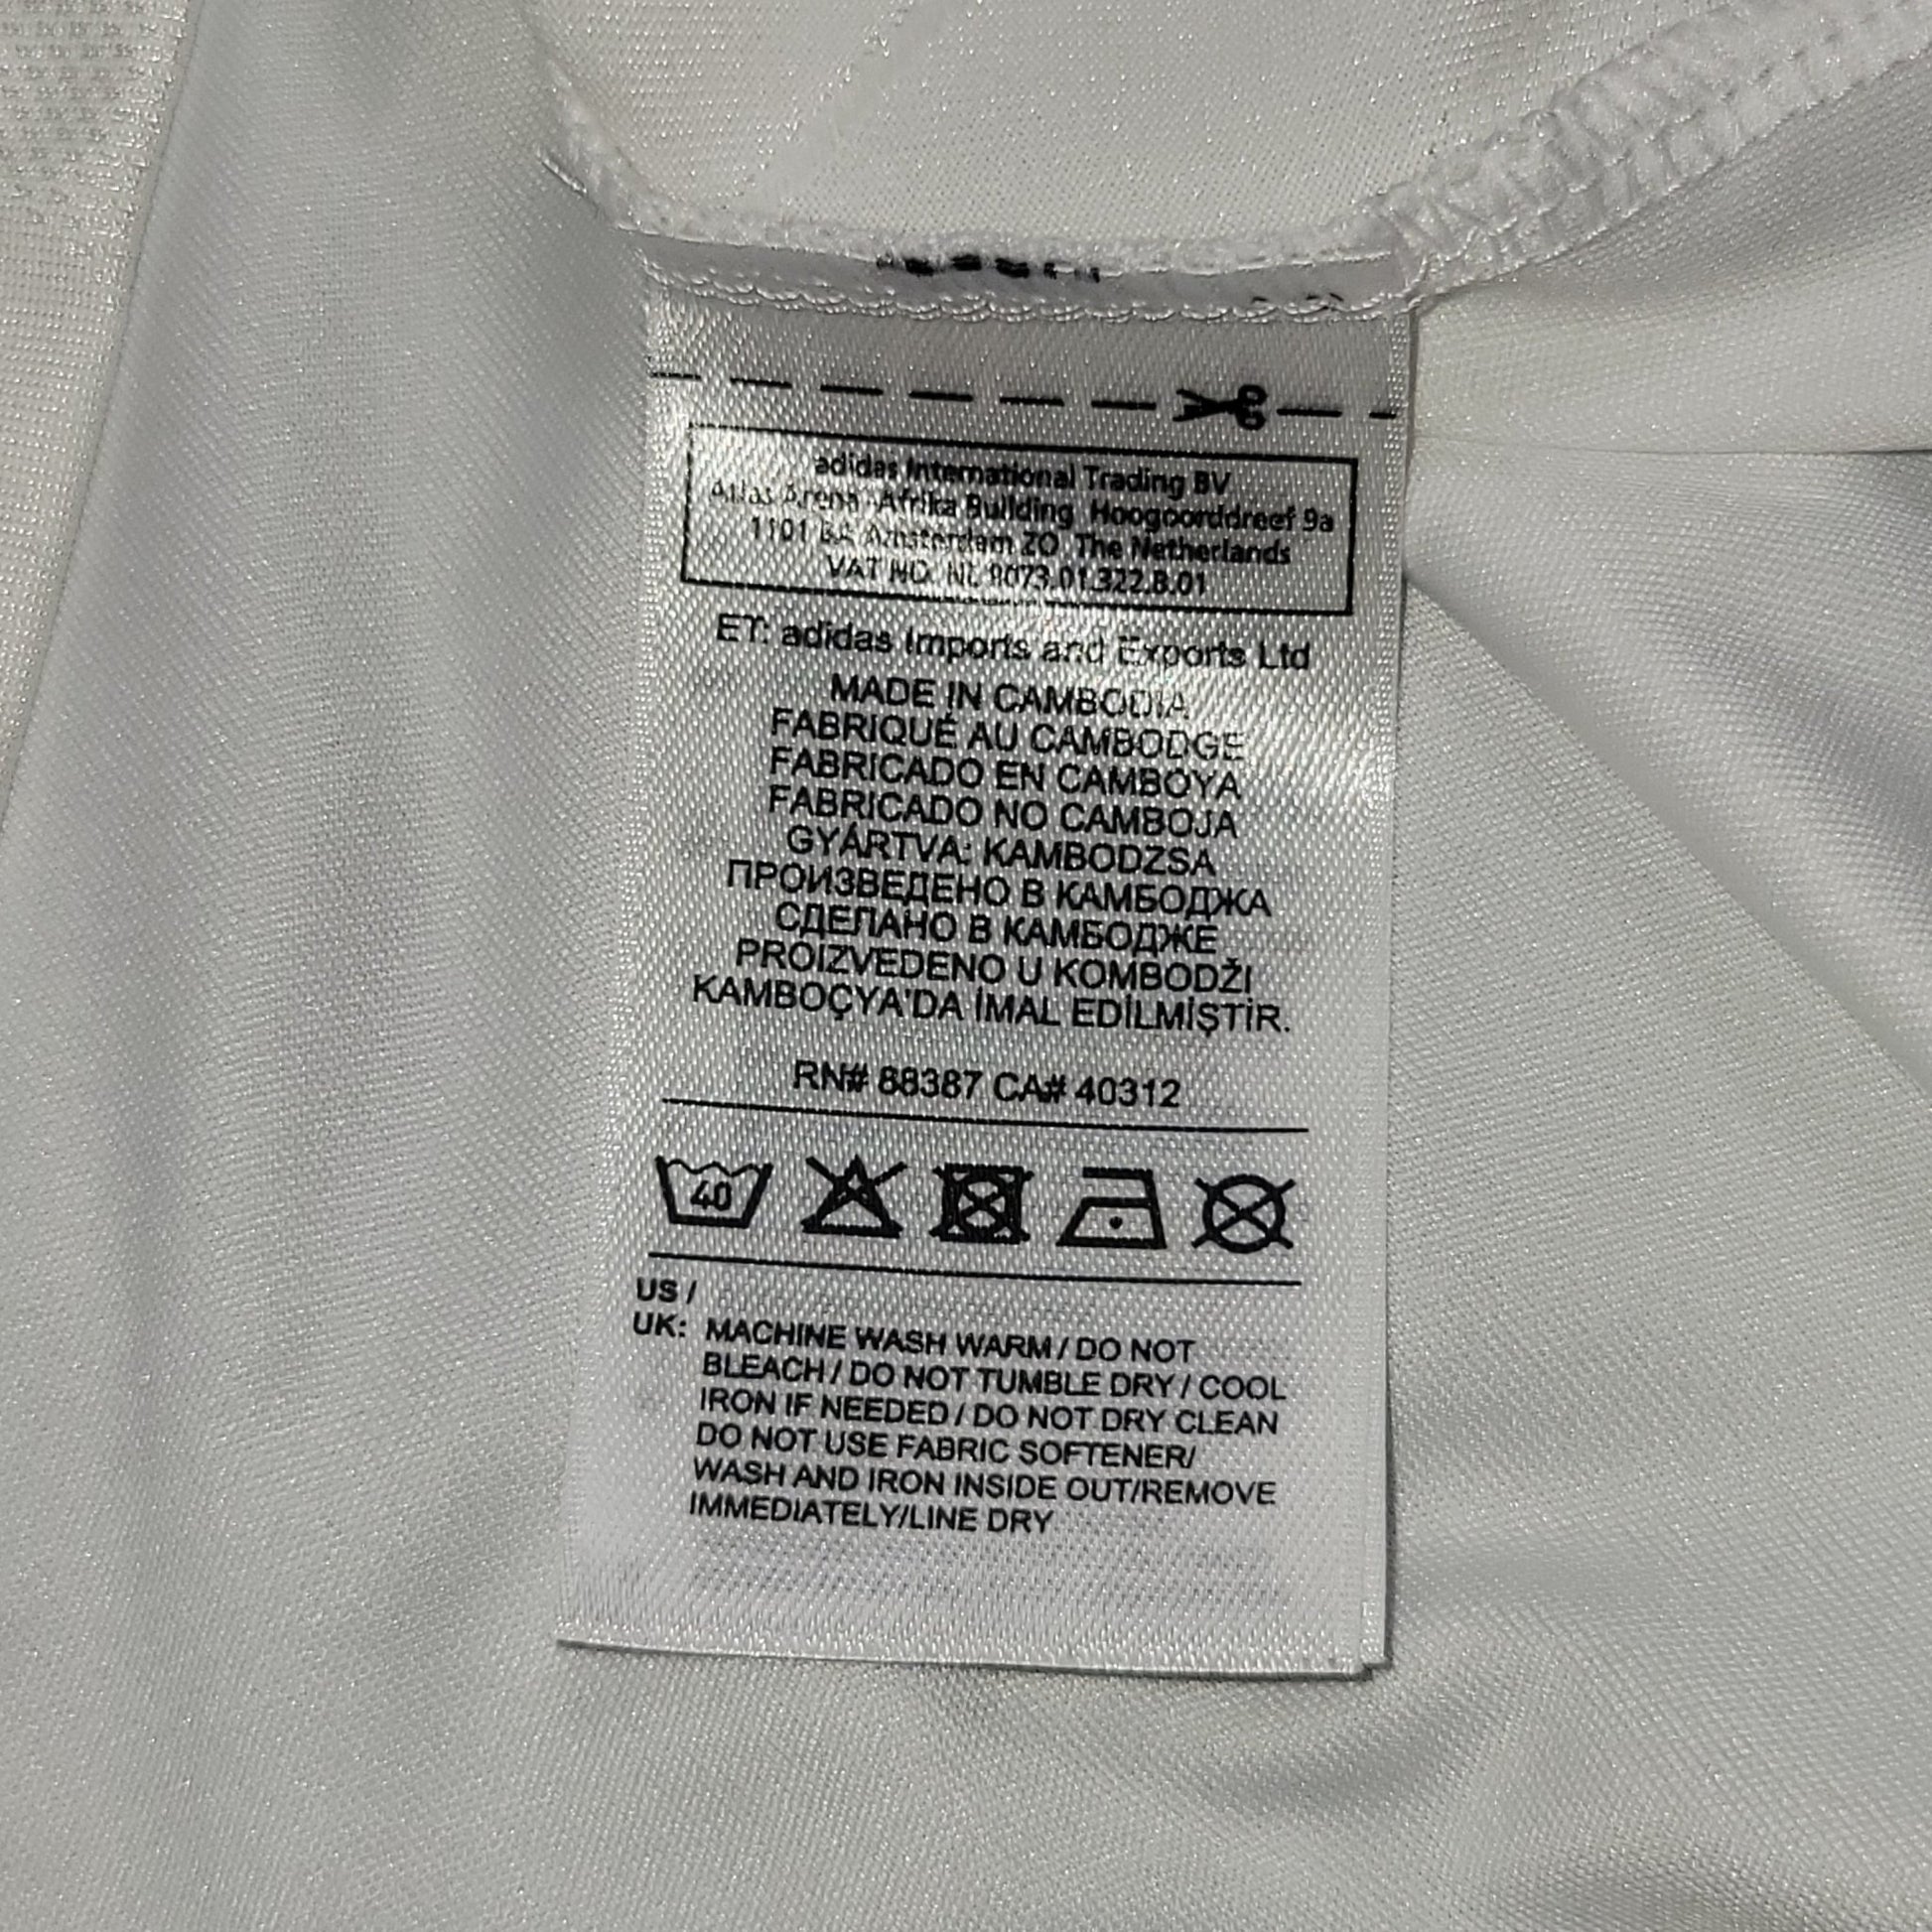 adidas International Trading BV
Atlas Arena Afrika Building Hoogoorddreef 9a
1101 BA Amsterdam ZO The Netherlands
VAT NO. NL 8073.01.322.B.01
ET: adidas Imports and Exports Ltd
MADE IN CAMBODIA
FABRIQUÉ AU CAMBODGE
FABRICADO EN CAMBOYA
FABRICADO NO CAMBOJA
GYÁRTVA: KAMBODZSA
ПРОИЗВЕДЕНО В КАМБОДЖА
СДЕЛАНО В КАМБОДЖЕ
PROIZVEDENO U KOMBODŽI
KAMBOÇYA'DA İMAL EDİLMİŞTİR.
RN# 88387 CA# 40312
40
US /
UK: MACHINE WASH WARM / DO NOT
BLEACH / DO NOT TUMBLE DRY / COOL
IRON IF NEEDED / DO NOT DRY CLEAN
DO NOT USE FABRIC SOFTENER/
WASH AND IRON INSIDE OUT/REMOVE
IMMEDIATELY/LINE DRY